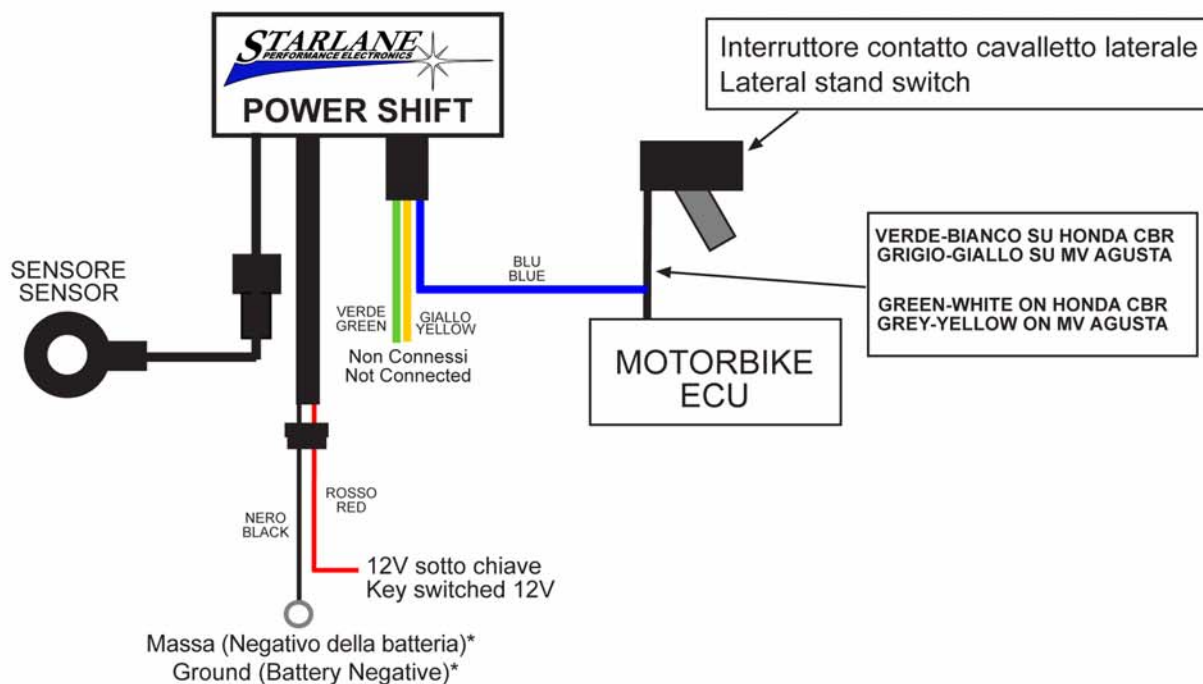 STARLANE
PERFORMANCE ELECTRONICS
POWER SHIFT
Interruttore contatto cavalletto laterale
Lateral stand switch
VERDE-BIANCO SU HONDA CBR
GRIGIO-GIALLO SU MV AGUSTA
GREEN-WHITE ON HONDA CBR
GREY-YELLOW ON MV AGUSTA
SENSORE
SENSOR
BLU
BLUE
VERDE
GREEN
GIALLO
YELLOW
Non Connessi
Not Connected
MOTORBIKE
ECU
ROSSO
RED
NERO
BLACK
12V sotto chiave
Key switched 12V
Massa (Negativo della batteria)*
Ground (Battery Negative)*